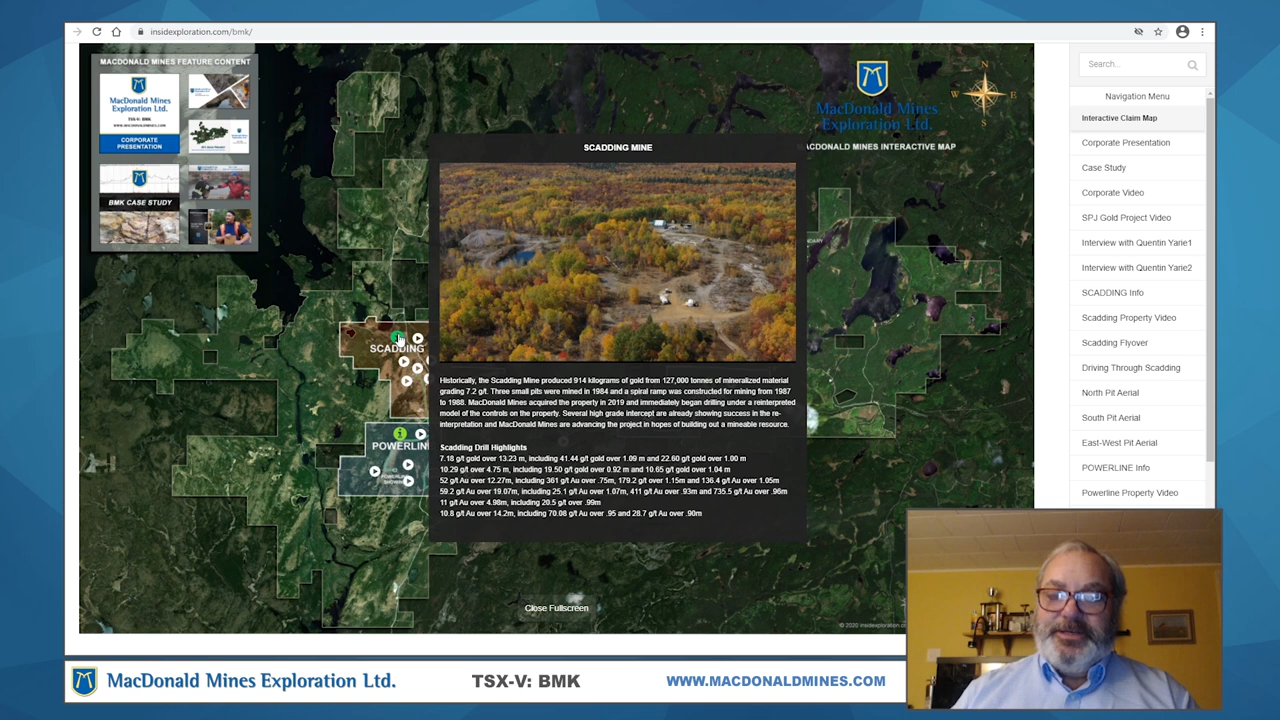 insidexploration.com/bmk/
MACDONALD MINES FEATURE CONTENT
MacDonald Mines
Exploration Ltd.
TSX-V: BMK
WWW.MACDONALDMINES.COM
CORPORATE
PRESENTATION
BMK CASE STUDY
MacDonald Mines
Exploration Ltd.
N
W
E
S
ACDONALD MINES INTERACTIVE MAP
SCADDING MINE
SCADDING
POWERLIN
Historically, the Scadding Mine produced 914 kilograms of gold from 127,000 tonnes of mineralized material
grading 7.2 g/t. Three small pits were mined in 1984 and a spiral ramp was constructed for mining from 1987
to 1988. MacDonald Mines acquired the property in 2019 and immediately began drilling under a reinterpreted
model of the controls on the property. Several high grade intercept are already showing success in the re-
interpretation and MacDonald Mines are advancing the project in hopes of building out a mineable resource.
Scadding Drill Highlights
7.18 g/t gold over 13.23 m, including 41.44 g/t gold over 1.09 m and 22.60 g/t gold over 1.00 m
10.29 g/t over 4.75 m, including 19.50 g/t gold over 0.92 m and 10.65 g/t gold over 1.04 m
52 g/t Au over 12.27m, including 361 g/t Au over .75m, 179.2 g/t over 1.15m and 136.4 g/t Au over 1.05m
59.2 g/t Au over 19.07m, including 25.1 g/t Au over 1.07m, 411 g/t Au over .93m and 735.5 g/t Au over .96m
11 g/t Au over 4.98m, including 20.5 g/t over .99m
10.8 g/t Au over 14.2m, including 70.08 g/t Au over .95 and 28.7 g/t Au over .90m
Close Fullscreen
© 2020 insidexploration.c
Search...
Navigation Menu
Interactive Claim Map
Corporate Presentation
Case Study
Corporate Video
SPJ Gold Project Video
Interview with Quentin Yarie1
Interview with Quentin Yarie2
SCADDING Info
Scadding Property Video
Scadding Flyover
Driving Through Scadding
North Pit Aerial
South Pit Aerial
East-West Pit Aerial
POWERLINE Info
Powerline Property Video
MacDonald Mines Exploration Ltd.
TSX-V: BMK
WWW.MACDONALDMINES.COM